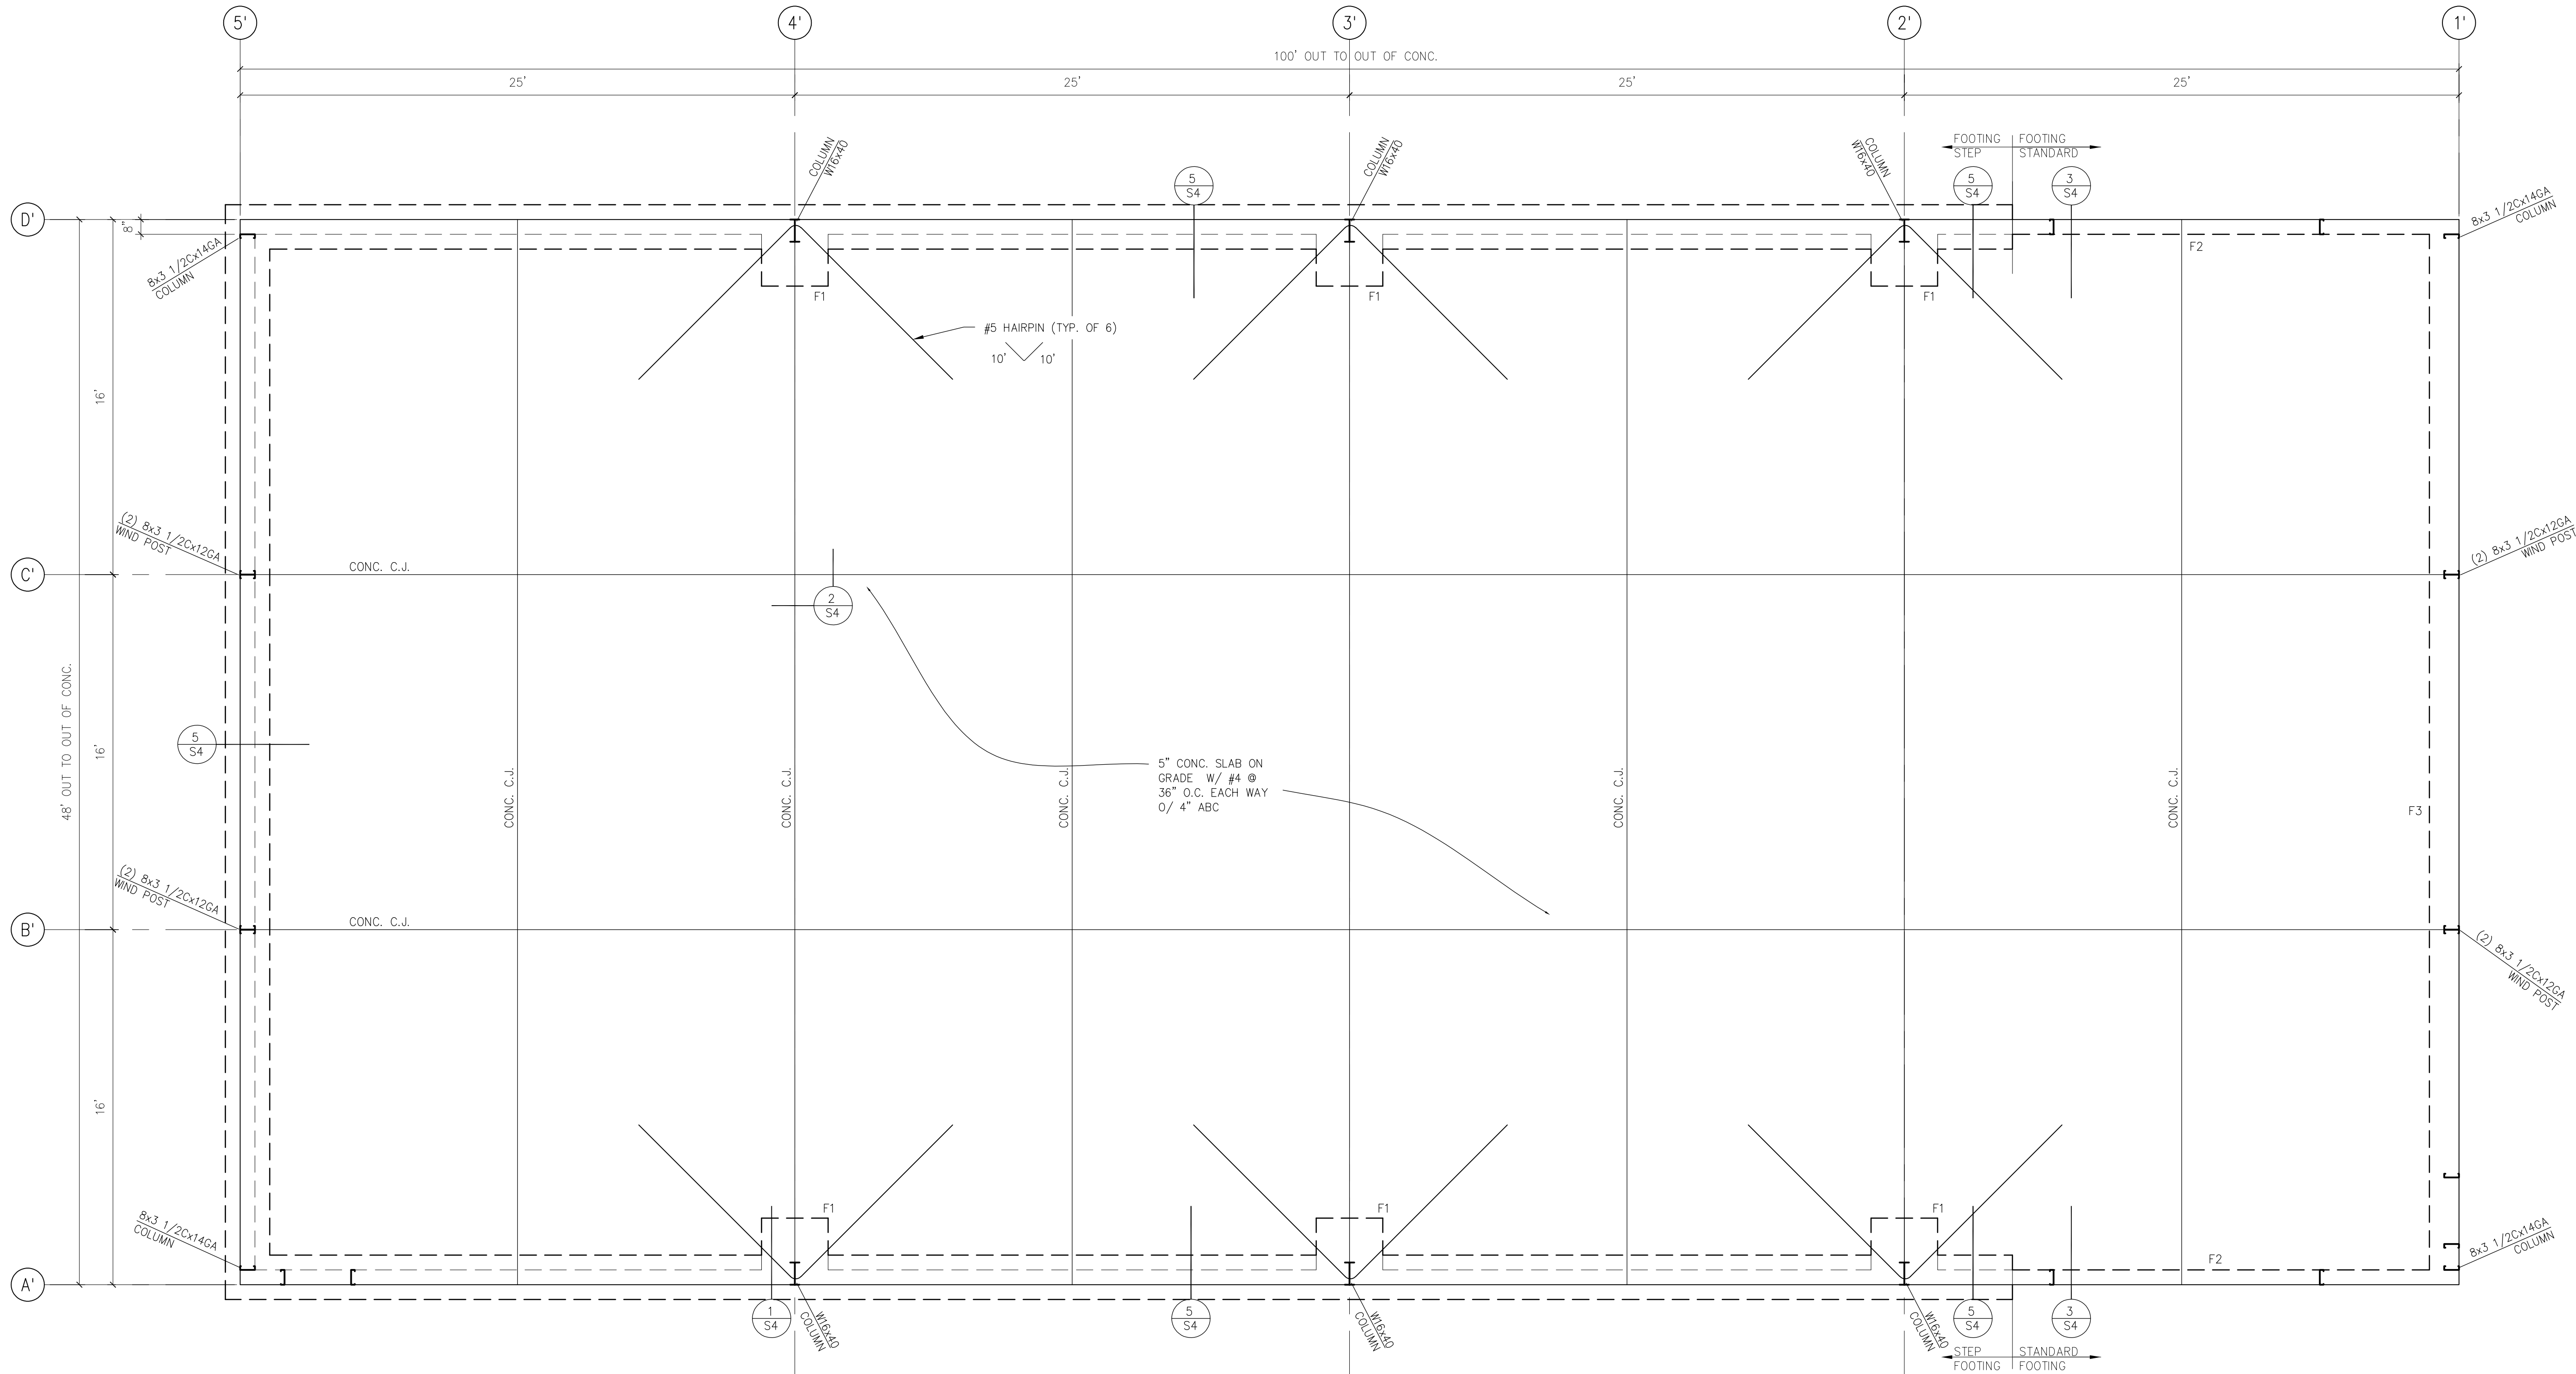 5' 4' 3' 2' 1'
100' OUT TO OUT OF CONC.
25' 25' 25' 25'
COLUMN
W16x40
COLUMN
W16x40
COLUMN
W16x40
FOOTING FOOTING
STEP STANDARD
5
S4
5
S4
3
S4
D'
8"
8x3 1/2Cx14GA
COLUMN
8x3 1/2Cx14GA
COLUMN
F2
F1
F1
F1
#5 HAIRPIN (TYP. OF 6)
10' 10'
16'
(2) 8x3 1/2Cx12GA
WIND POST
(2) 8x3 1/2Cx12GA
WIND POST
C'
CONC. C.J.
2
S4
48' OUT TO OUT OF CONC.
16'
5
S4
5" CONC. SLAB ON
GRADE W/ #4 @
36" O.C. EACH WAY
O/ 4" ABC
CONC. C.J.
CONC. C.J.
CONC. C.J.
CONC. C.J.
CONC. C.J.
F3
(2) 8x3 1/2Cx12GA
WIND POST
B'
CONC. C.J.
(2) 8x3 1/2Cx12GA
WIND POST
16'
F1
F1
F1
8x3 1/2Cx14GA
COLUMN
8x3 1/2Cx14GA
COLUMN
F2
A'
1
S4
W16x40
COLUMN
5
S4
W16x40
COLUMN
W16x40
COLUMN
5
S4
3
S4
STEP STANDARD
FOOTING FOOTING